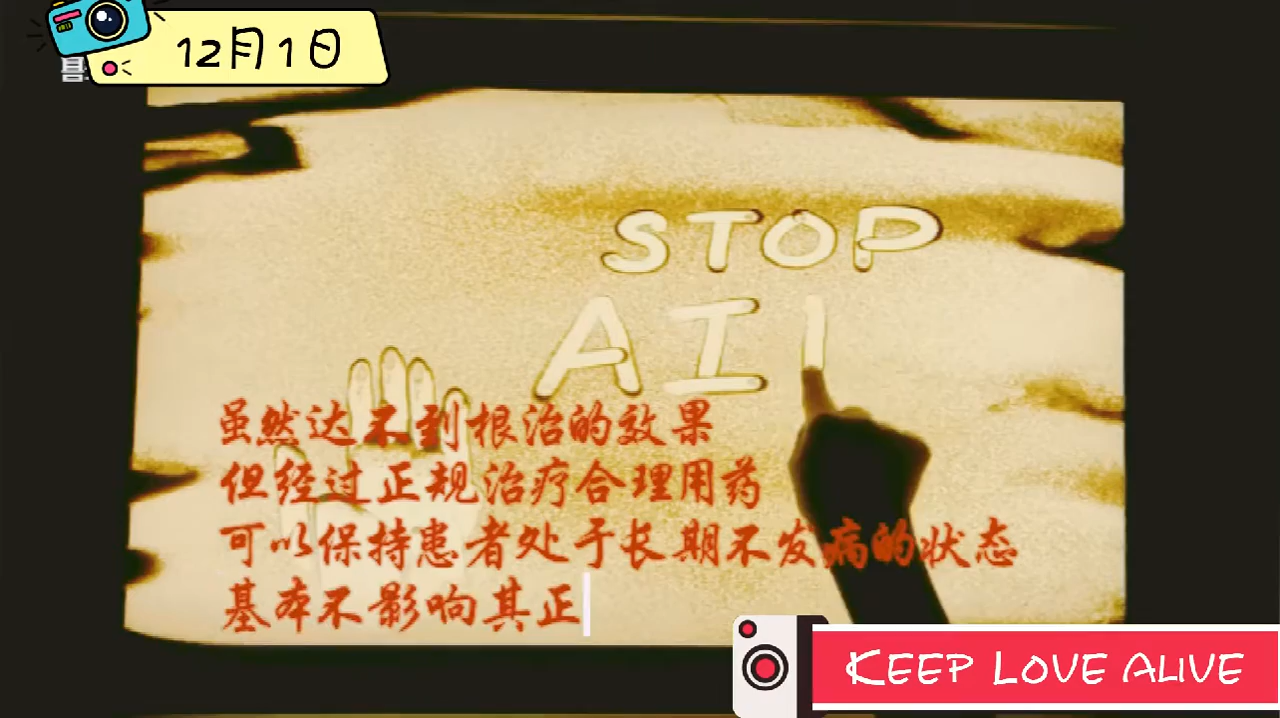 12月1日
STOP
AII
虽然达不到根治的效果
但经过正规治疗合理用药
可以保持患者处于长期不发病的状态
基本不影响其正
KEEP LOVE ALIVE